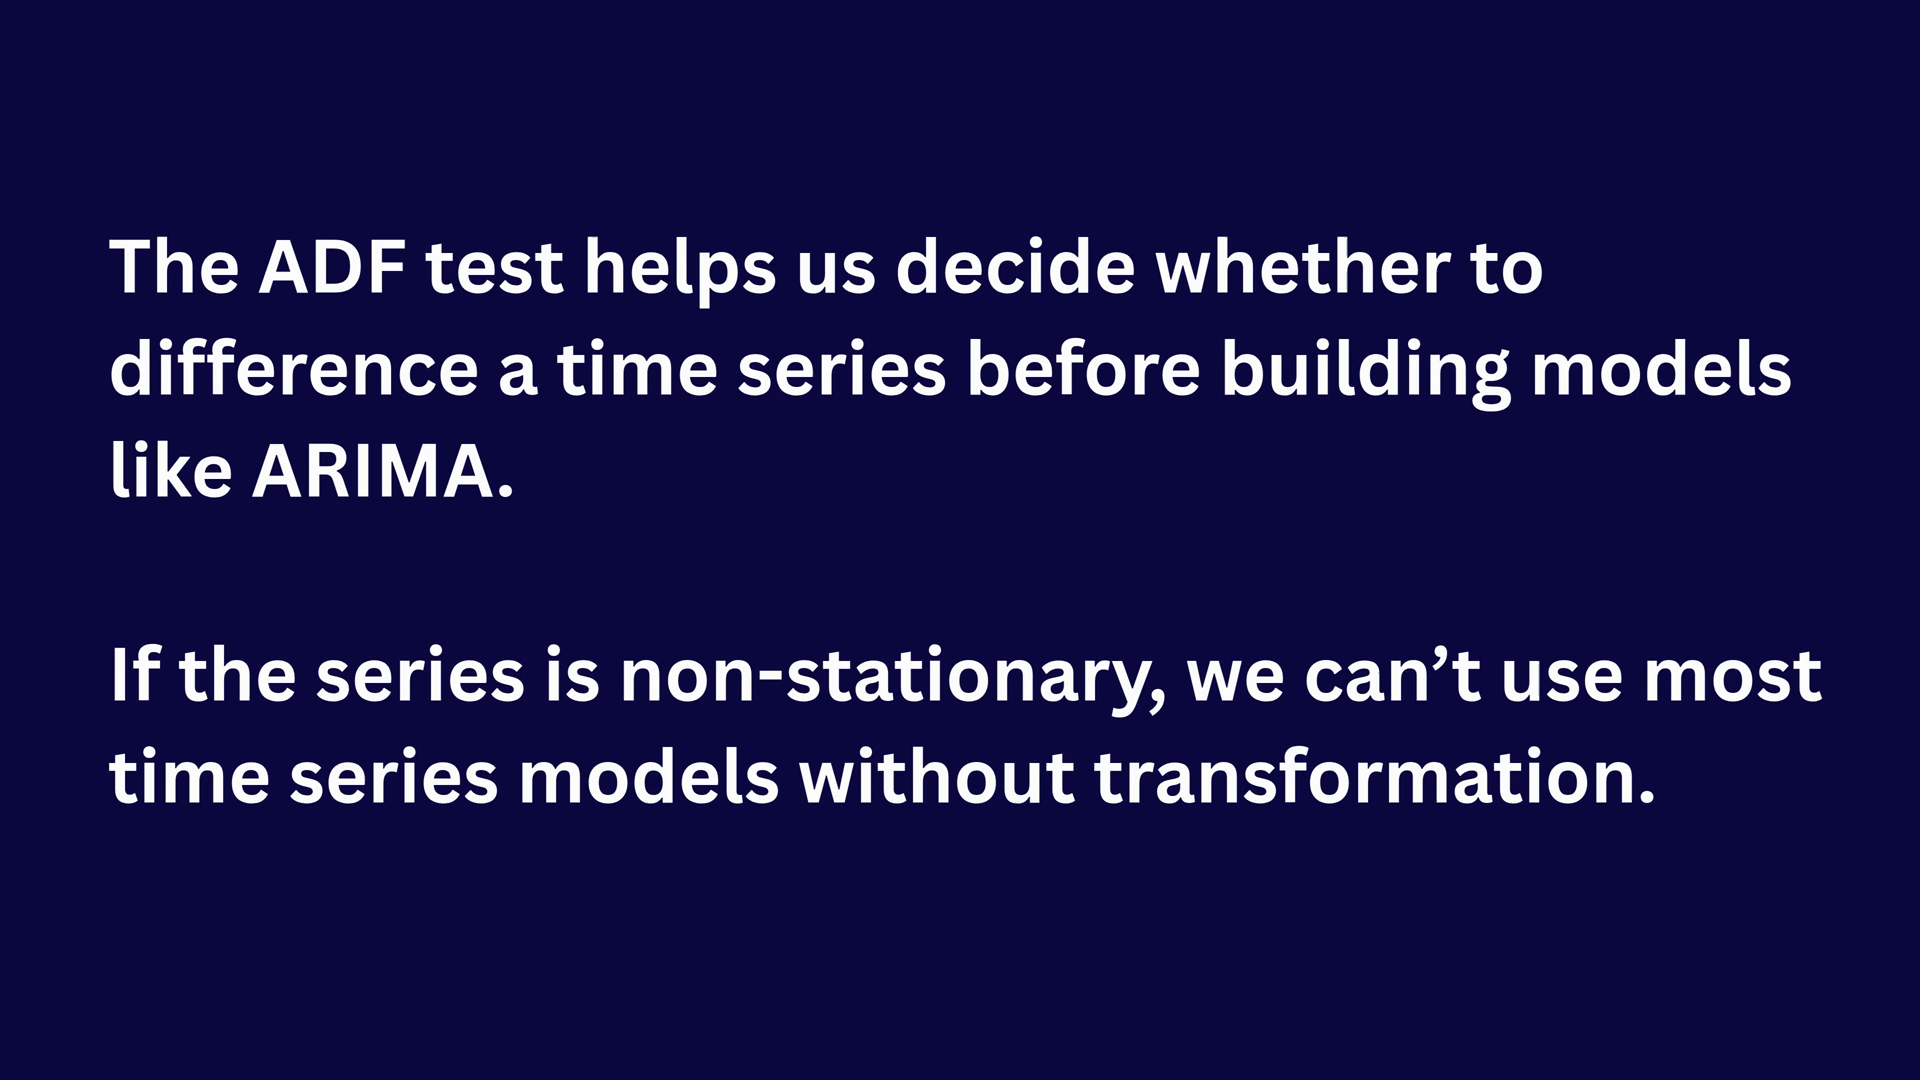 The ADF test helps us decide whether to
difference a time series before building models
like ARIMA.
If the series is non-stationary, we can’t use most
time series models without transformation.